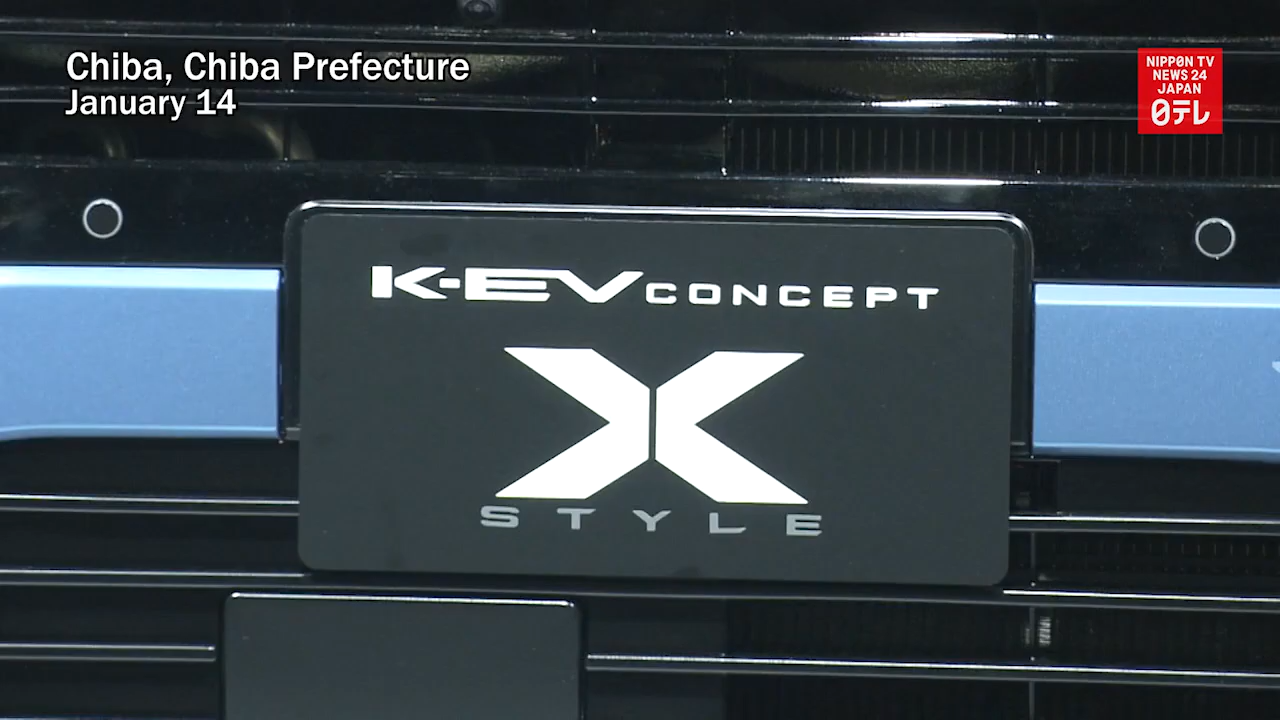 Chiba, Chiba Prefecture
January 14
NIPPON TV
NEWS 24
JAPAN
日テレ
K-EV CONCEPT
X
STYLE